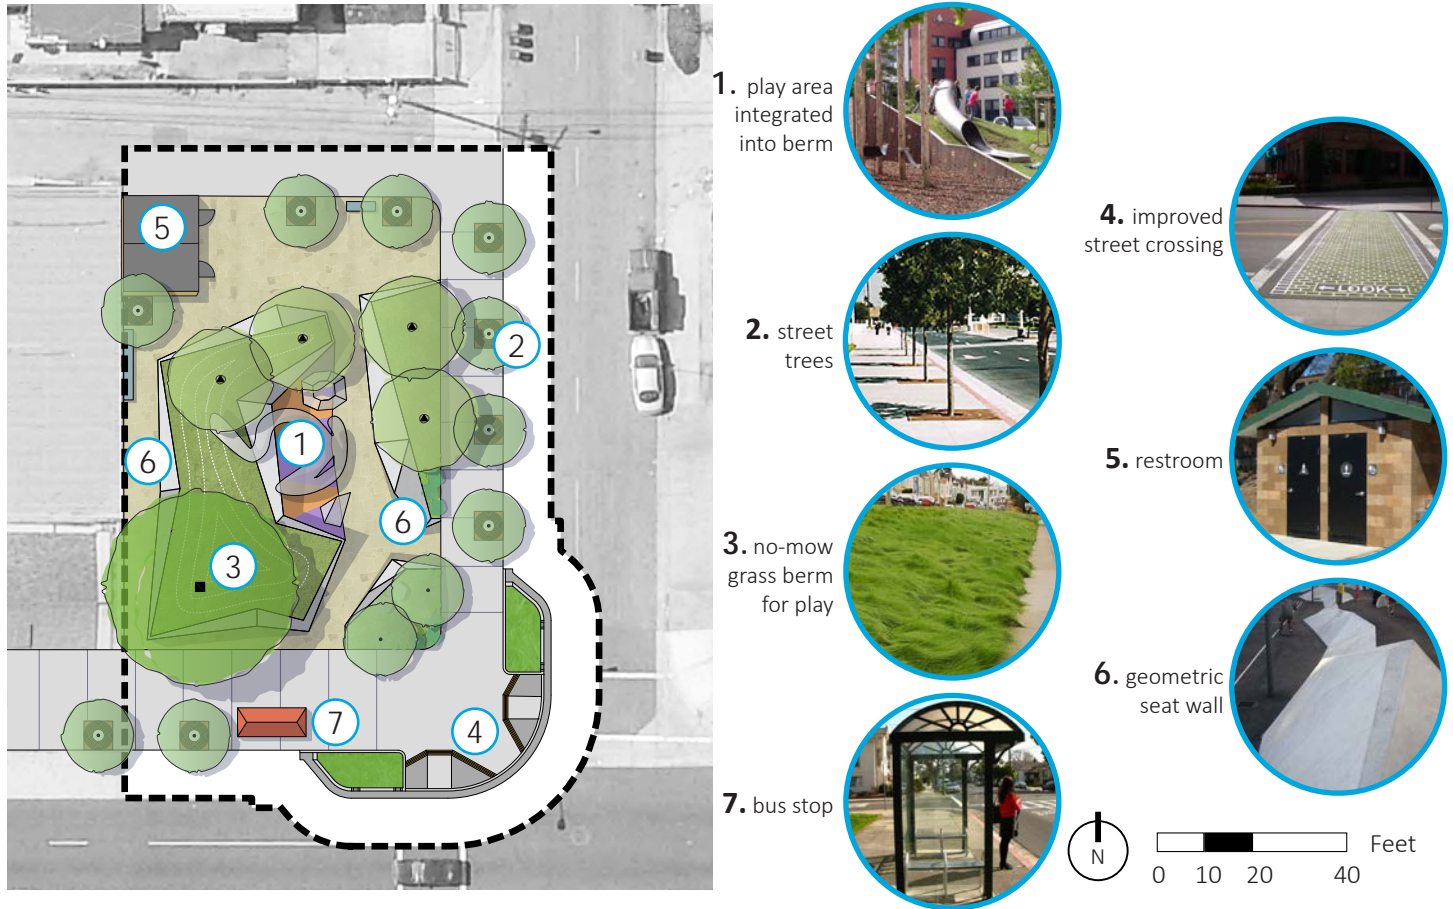 5
2
1
6
6
3
7
4
1. play area
integrated
into berm
2. street
trees
3. no-mow
grass berm
for play
7. bus stop
4. improved
street crossing
LOOK
5. restroom
6. geometric
seat wall
N
Feet
0 10 20 40